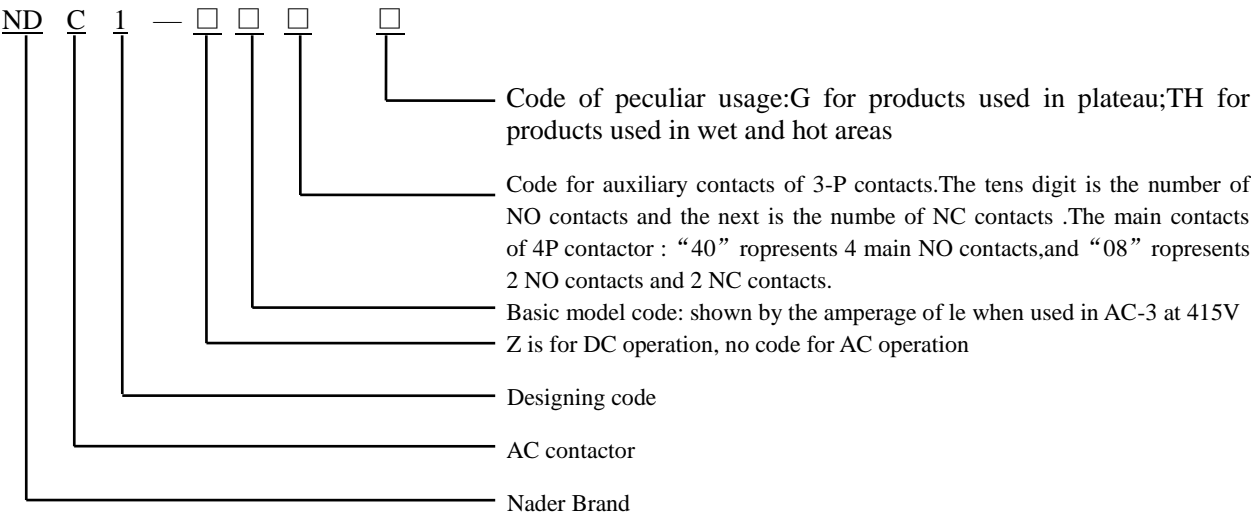 ND C 1 — □ □ □ □
Code of peculiar usage:G for products used in plateau;TH for
products used in wet and hot areas
Code for auxiliary contacts of 3-P contacts.The tens digit is the number of
NO contacts and the next is the numbe of NC contacts .The main contacts
of 4P contactor : “40” ropresents 4 main NO contacts,and “08” ropresents
2 NO contacts and 2 NC contacts.
Basic model code: shown by the amperage of le when used in AC-3 at 415V
Z is for DC operation, no code for AC operation
Designing code
AC contactor
Nader Brand